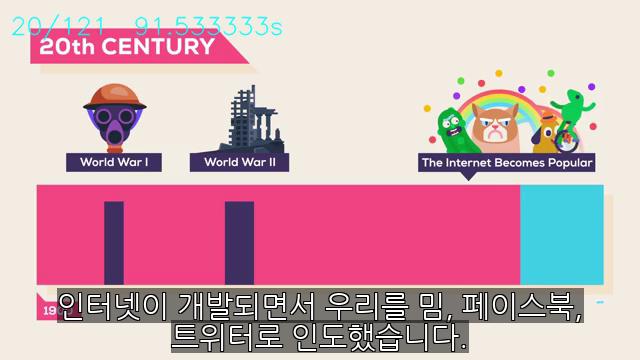 20/121 91.533333s
20th CENTURY
World War I
World War II
The Internet Becomes Popular
인터넷이 개발되면서 우리를 밈, 페이스북,
트위터로 인도했습니다.